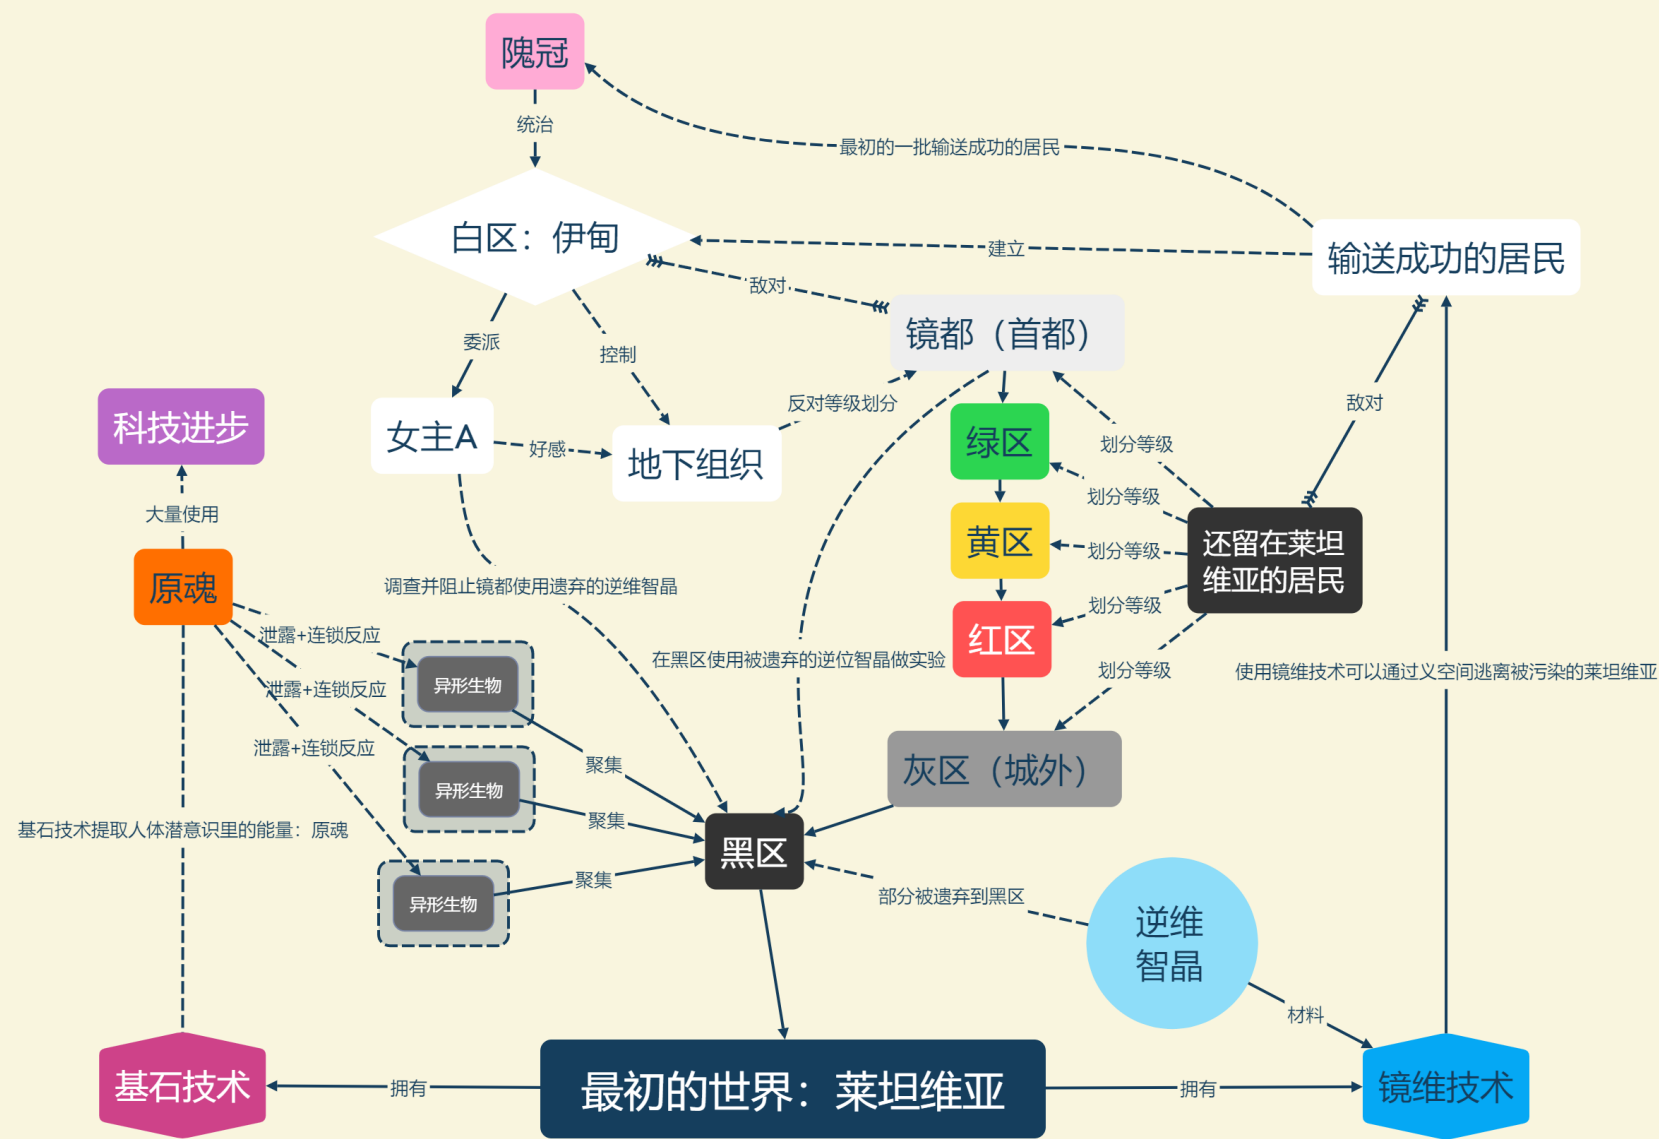 隗冠
统治
最初的一批输送成功的居民
白区：伊甸
建立
输送成功的居民
敌对
镜都（首都）
委派
控制
敌对
科技进步
女主A
好感
地下组织
反对等级划分
绿区
划分等级
划分等级
大量使用
黄区
划分等级
还留在莱坦
维亚的居民
原魂
调查并阻止镜都使用遗弃的逆维智晶
划分等级
泄露+连锁反应
红区
在黑区使用被遗弃的逆位智晶做实验
划分等级
使用镜维技术可以通过义空间逃离被污染的莱坦维亚
异形生物
泄露+连锁反应
泄露+连锁反应
聚集
灰区（城外）
异形生物
聚集
基石技术提取人体潜意识里的能量：原魂
黑区
聚集
异形生物
部分被遗弃到黑区
逆维
智晶
材料
基石技术
拥有
最初的世界：莱坦维亚
拥有
镜维技术